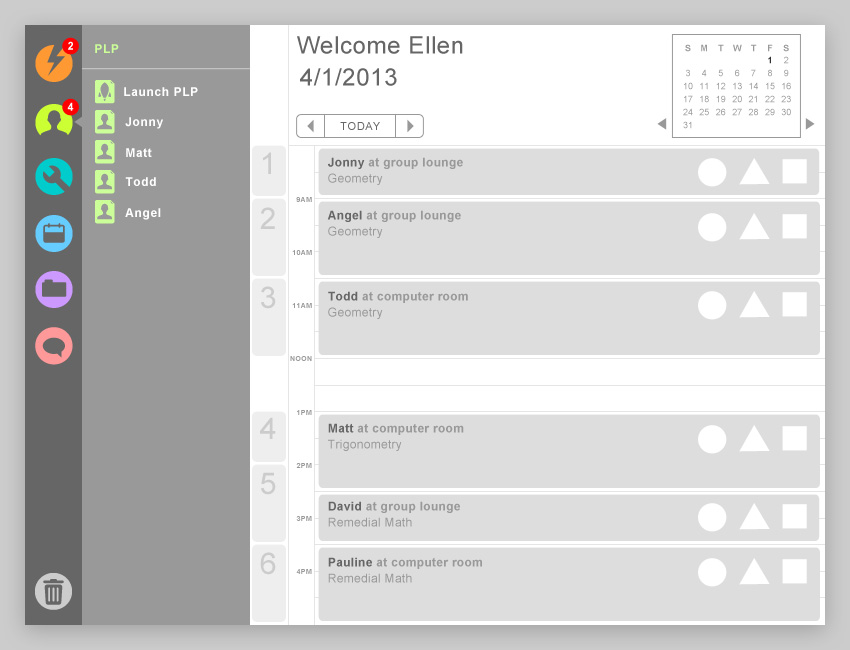 2
4
PLP
Launch PLP
Jonny
Matt
Todd
Angel
Welcome Ellen
4/1/2013
TODAY
S M T W T F S
1 2
3 4 5 6 7 8 9
10 11 12 13 14 15 16
17 18 19 20 21 22 23
24 25 26 27 28 29 30
31
1
Jonny at group lounge
Geometry
9AM
2
Angel at group lounge
Geometry
10AM
3
Todd at computer room
Geometry
11AM
NOON
1PM
4
Matt at computer room
Trigonometry
2PM
5
David at group lounge
Remedial Math
3PM
6
Pauline at computer room
Remedial Math
4PM